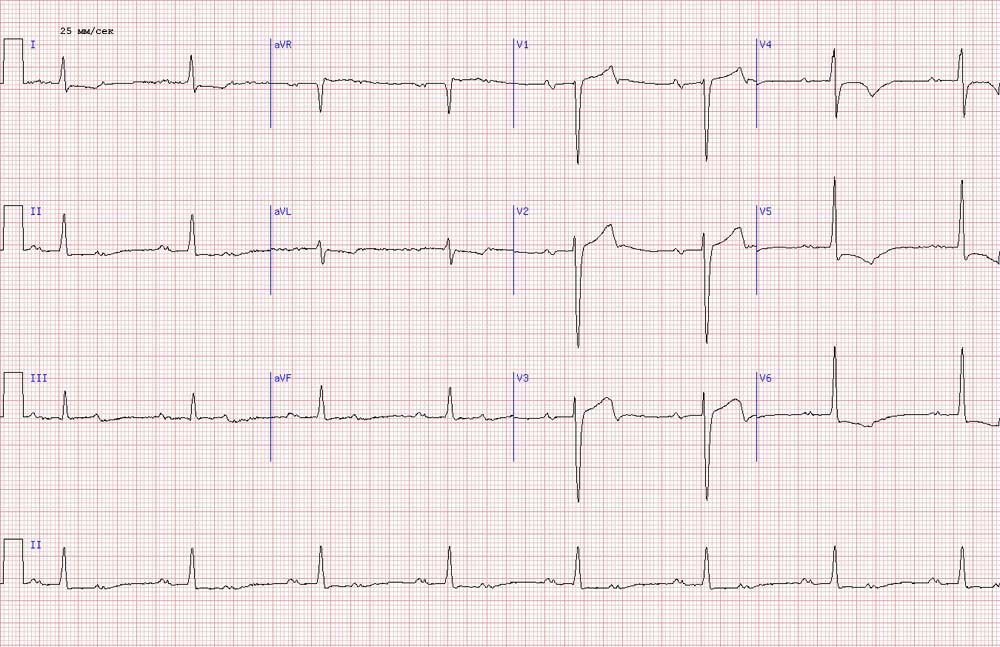 25 мм/сек
I aVR V1 V4
II aVL V2 V5
III aVF V3 V6
II